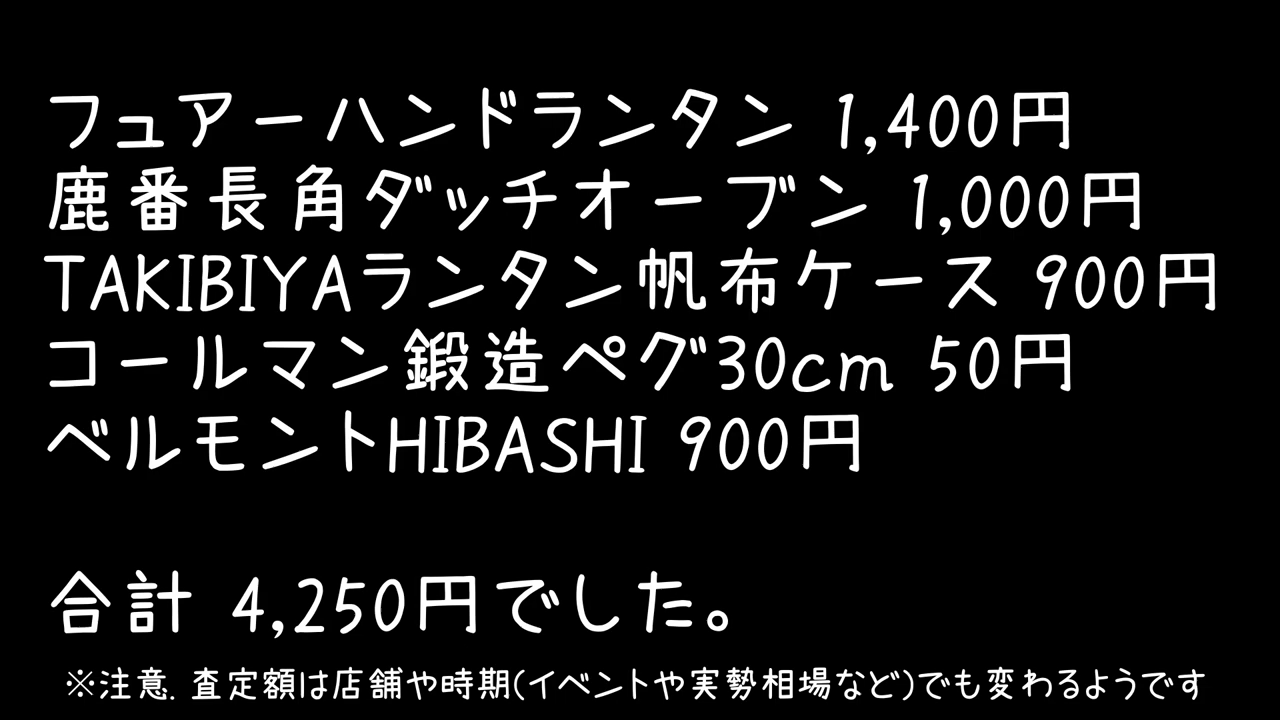 フュアーハンドランタン 1,400円
鹿番長角ダッチオーブン 1,000円
TAKIBIYAランタン帆布ケース 900円
コールマン鍛造ペグ30cm 50円
ベルモントHIBASHI 900円
合計 4,250円でした。
※注意. 査定額は店舗や時期(イベントや実勢相場など)でも変わるようです